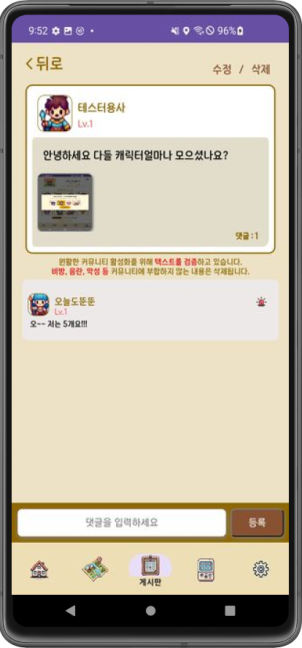 9:52
96%
<뒤로
수정 / 삭제
테스터용사
Lv.1
안녕하세요 다들 캐릭터얼마나 모으셨나요?
댓글 :1
원활한 커뮤니티 활성화를 위해 텍스트를 검증하고 있습니다.
비방, 음란, 악성 등 커뮤니티에 부합하지 않는 내용은 삭제됩니다.
오늘도뚠뚠
Lv.1
오~~ 저는 5개요!!!
댓글을 입력하세요
등록
게시판